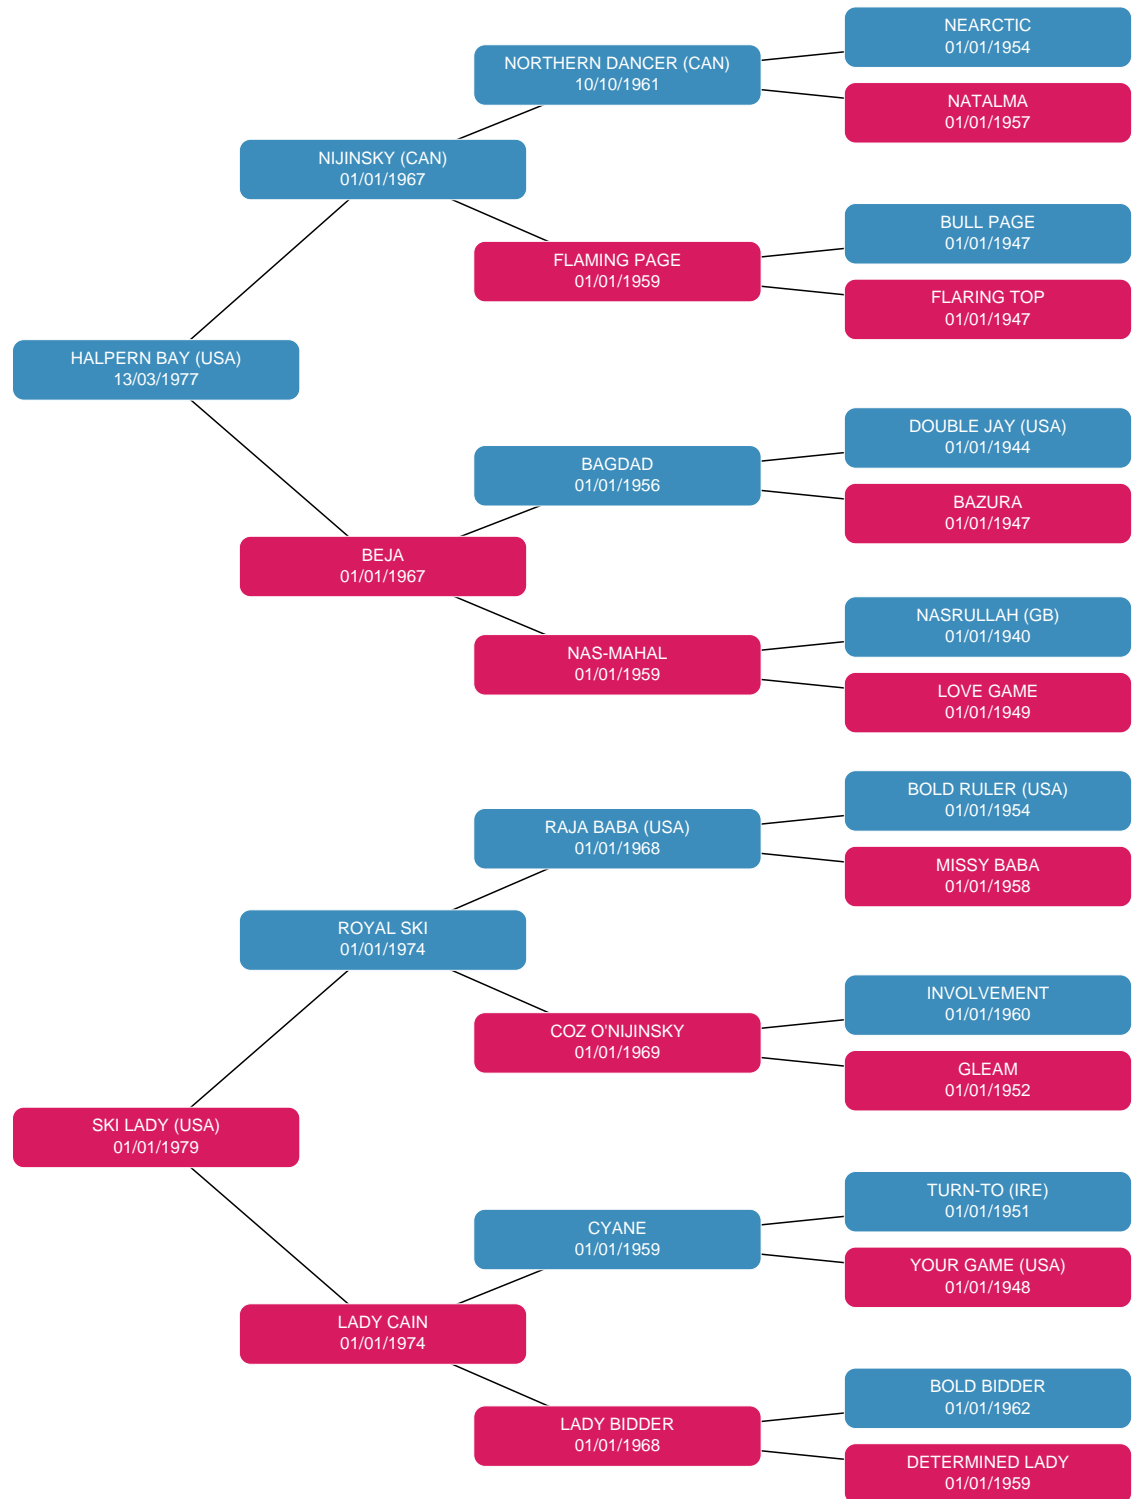 NEARCTIC
01/01/1954
NORTHERN DANCER (CAN)
10/10/1961
NATALMA
01/01/1957
NIJINSKY (CAN)
01/01/1967
BULL PAGE
01/01/1947
FLAMING PAGE
01/01/1959
FLARING TOP
01/01/1947
HALPERN BAY (USA)
13/03/1977
DOUBLE JAY (USA)
01/01/1944
BAGDAD
01/01/1956
BAZURA
01/01/1947
BEJA
01/01/1967
NASRULLAH (GB)
01/01/1940
NAS-MAHAL
01/01/1959
LOVE GAME
01/01/1949
BOLD RULER (USA)
01/01/1954
RAJA BABA (USA)
01/01/1968
MISSY BABA
01/01/1958
ROYAL SKI
01/01/1974
INVOLVEMENT
01/01/1960
COZ O'NIJINSKY
01/01/1969
GLEAM
01/01/1952
SKI LADY (USA)
01/01/1979
TURN-TO (IRE)
01/01/1951
CYANE
01/01/1959
YOUR GAME (USA)
01/01/1948
LADY CAIN
01/01/1974
BOLD BIDDER
01/01/1962
LADY BIDDER
01/01/1968
DETERMINED LADY
01/01/1959